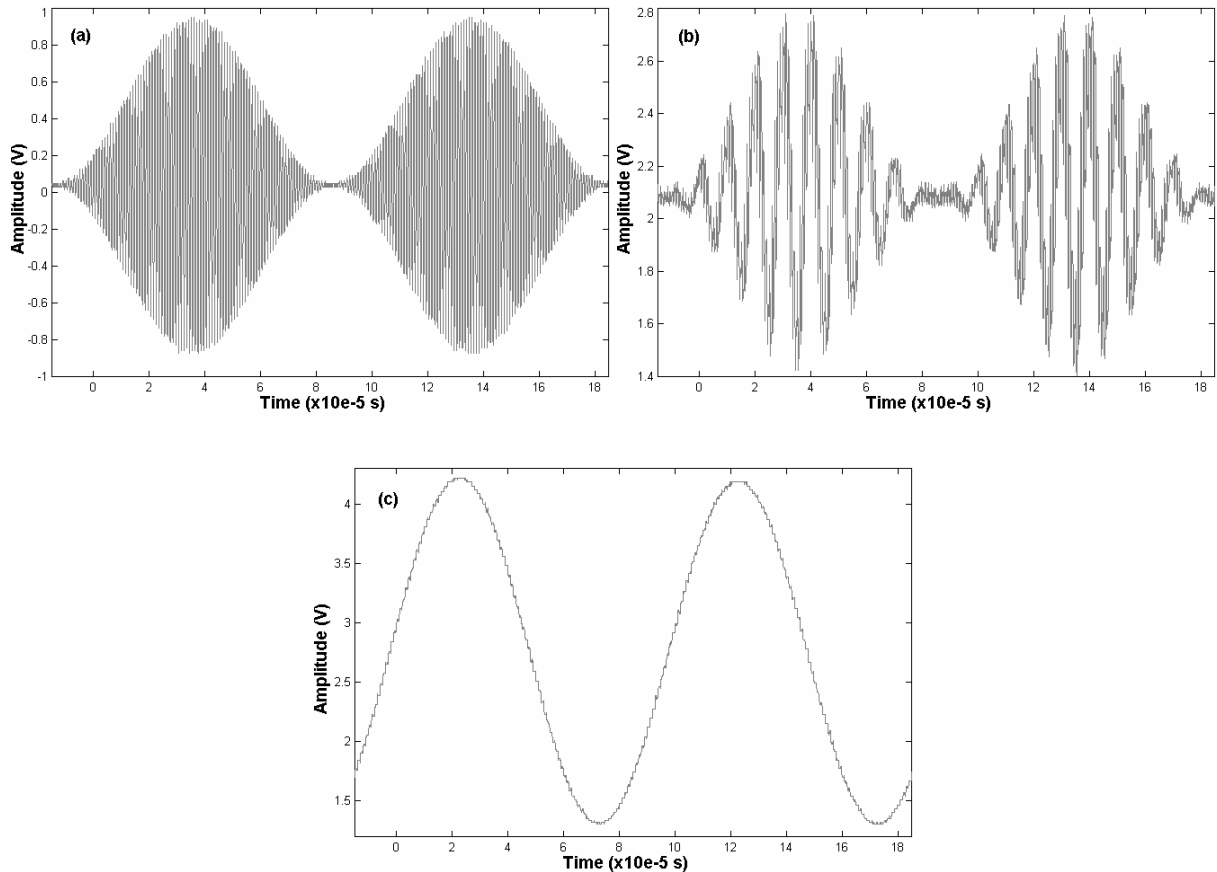 (a)
Amplitude (V)
1
0.8
0.6
0.4
0.2
0
-0.2
-0.4
-0.6
-0.8
-1
0 2 4 6 8 10 12 14 16 18
Time (x10e-5 s)
(b)
Amplitude (V)
2.8
2.6
2.4
2.2
2
1.8
1.6
1.4
0 2 4 6 8 10 12 14 16 18
Time (x10e-5 s)
(c)
Amplitude (V)
4
3.5
3
2.5
2
1.5
0 2 4 6 8 10 12 14 16 18
Time (x10e-5 s)